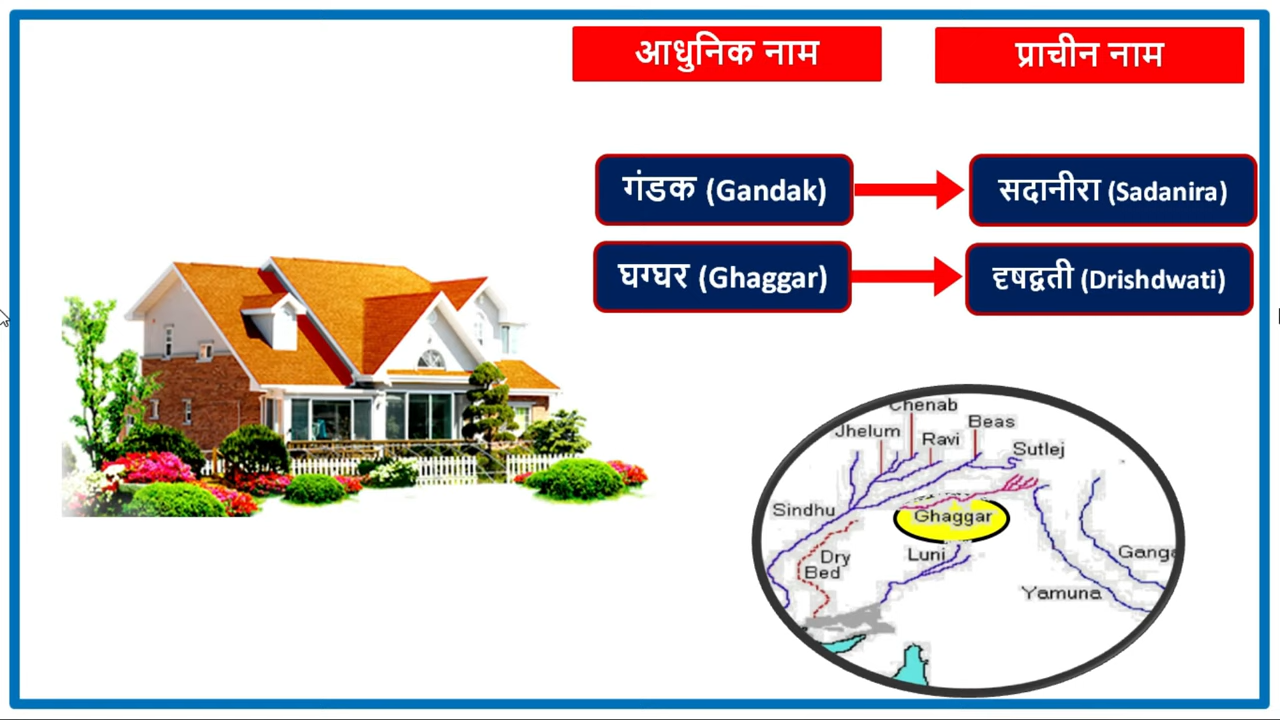 आधुनिक नाम
प्राचीन नाम
गंडक (Gandak)
सदानीरा (Sadanira)
घग्घर (Ghaggar)
दृषद्वती (Drishdwati)
Chenab
Jhelum
Ravi
Beas
Sutlej
Sindhu
Ghaggar
Dry
Bed
Luni
Ganga
Yamuna